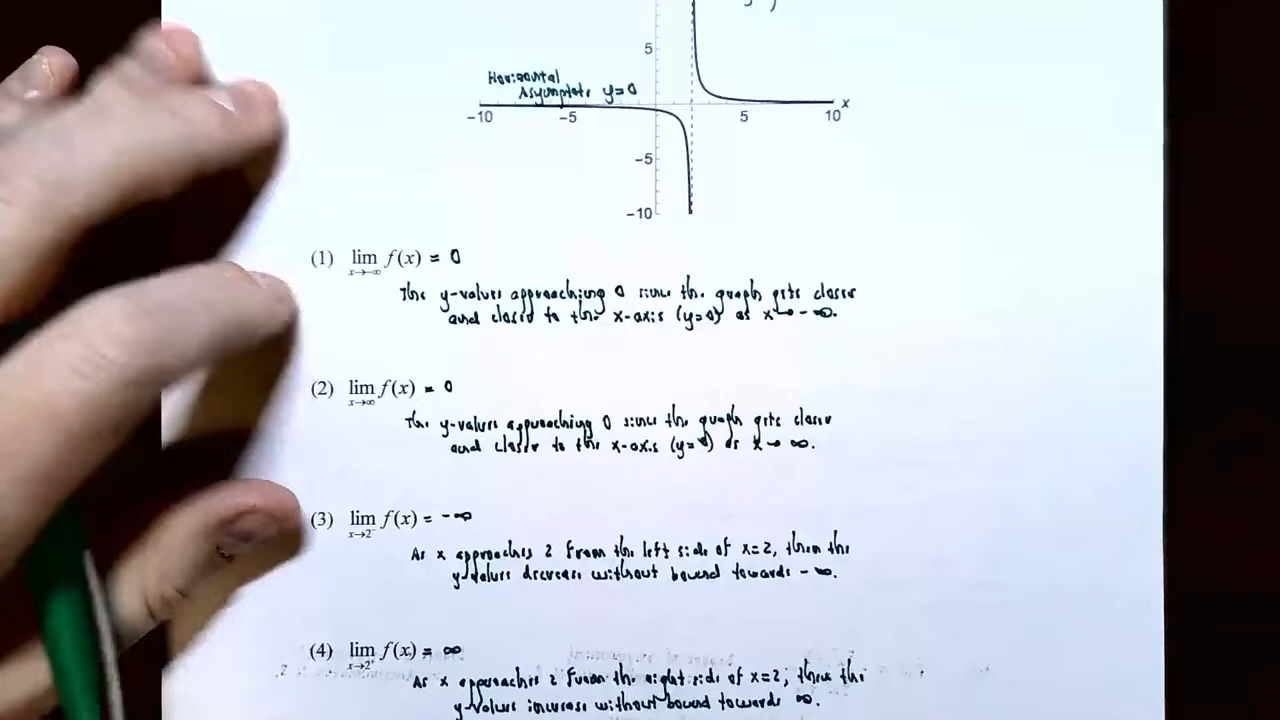 5
Horizontal
Asymptote y=0
x
-10 -5 5 10
-5
-10
(1) lim f(x) = 0
x→-∞
The y-values approaching 0 since the graph gets closer
and closer to the x-axis (y=0) as x→-∞.
(2) lim f(x) = 0
x→∞
The y-values approaching 0 since the graph gets closer
and closer to the x-axis (y=0) as x→∞.
(3) lim f(x) = -∞
x→2⁻
As x approaches 2 from the left side of x=2, then the
y-values decrease without bound towards -∞.
(4) lim f(x) = ∞
x→2⁺
As x approaches 2 from the right side of x=2, then the
y-values increase without bound towards ∞.